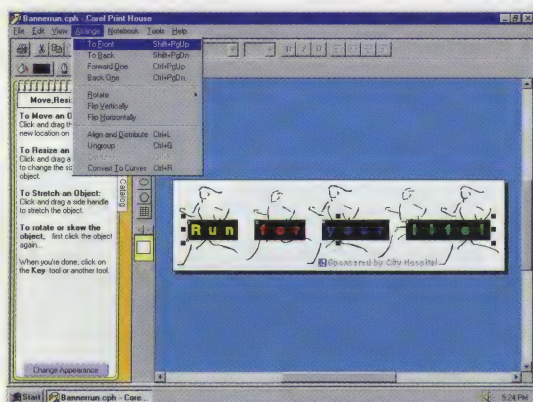 Bannerrun.cph - Corel Print House
File Edit View Arrange Notebook Tools Help
To Front Shift+PgUp
To Back Shift+PgDn
Forward One Ctrl+PgUp
Back One Ctrl+PgDn
Rotate
Flip Vertically
Flip Horizontally
Align and Distribute Ctrl+L
Ungroup Ctrl+G
Convert To Curves Ctrl+R
B I U
Move,Resi
To Move an O
Click and drag th
new location on
To Resize an
Click and drag a
to change the siz
object.
To Stretch an Object:
Click and drag a side handle
to stretch the object.
To rotate or skew the
object, first click the object
again...
When you're done, click on
the Key tool or another tool.
Change Appearance
Catalog
Run for your life!
Sponsored by City Hospital
Start Bannerrun.cph - Core... 5:24 PM